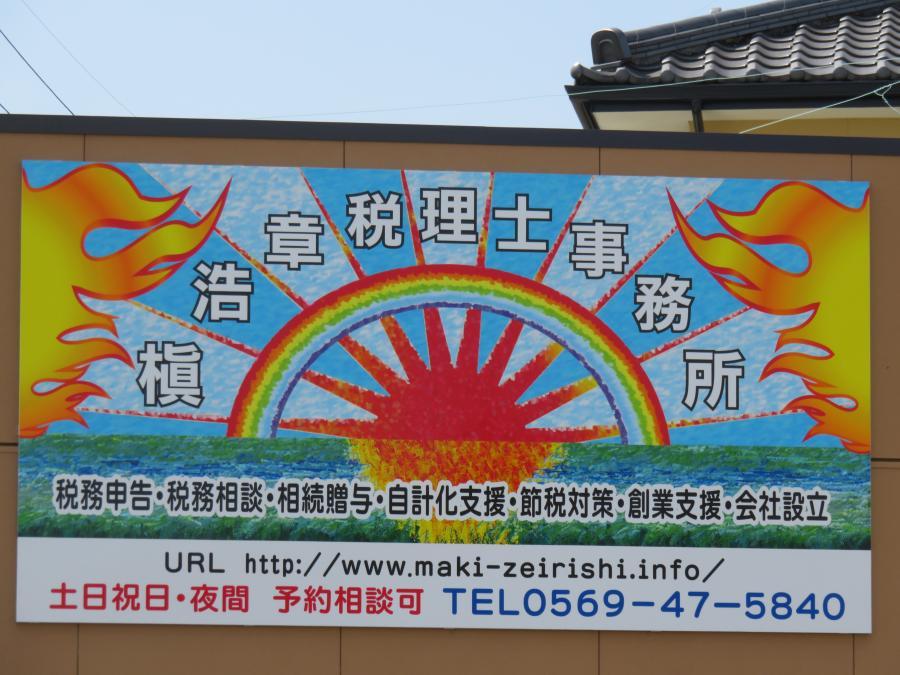 槇浩章税理士事務所
税務申告・税務相談・相続贈与・自計化支援・節税対策・創業支援・会社設立
URL http://www.maki-zeirishi.info/
土日祝日・夜間 予約相談可 TEL0569-47-5840